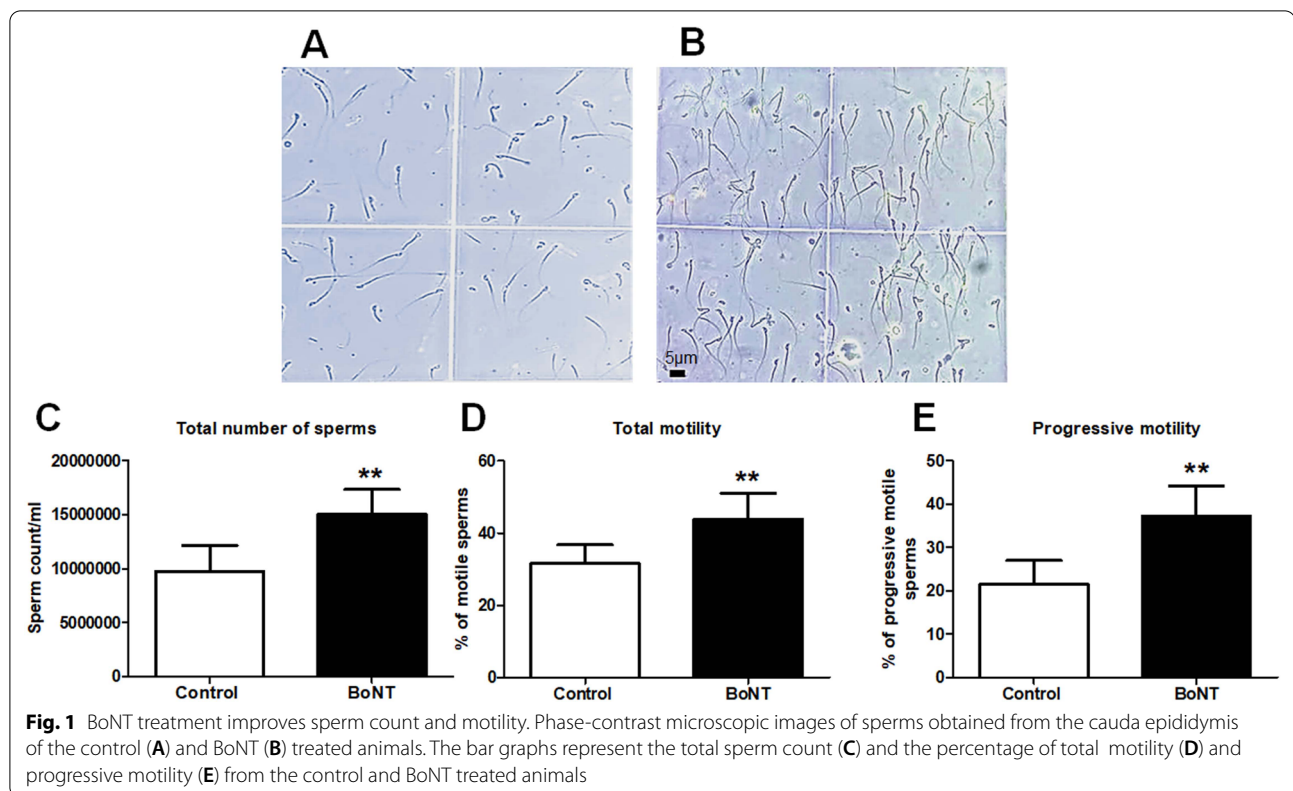 A
B
5µm
C
Total number of sperms
Sperm count/ml
20000000
15000000
10000000
5000000
0
**
Control
BoNT
D
Total motility
% of motile sperms
60
40
20
0
**
Control
BoNT
E
Progressive motility
% of progressive motile
sperms
50
40
30
20
10
0
**
Control
BoNT
Fig. 1 BoNT treatment improves sperm count and motility. Phase-contrast microscopic images of sperms obtained from the cauda epididymis
of the control (A) and BoNT (B) treated animals. The bar graphs represent the total sperm count (C) and the percentage of total motility (D) and
progressive motility (E) from the control and BoNT treated animals